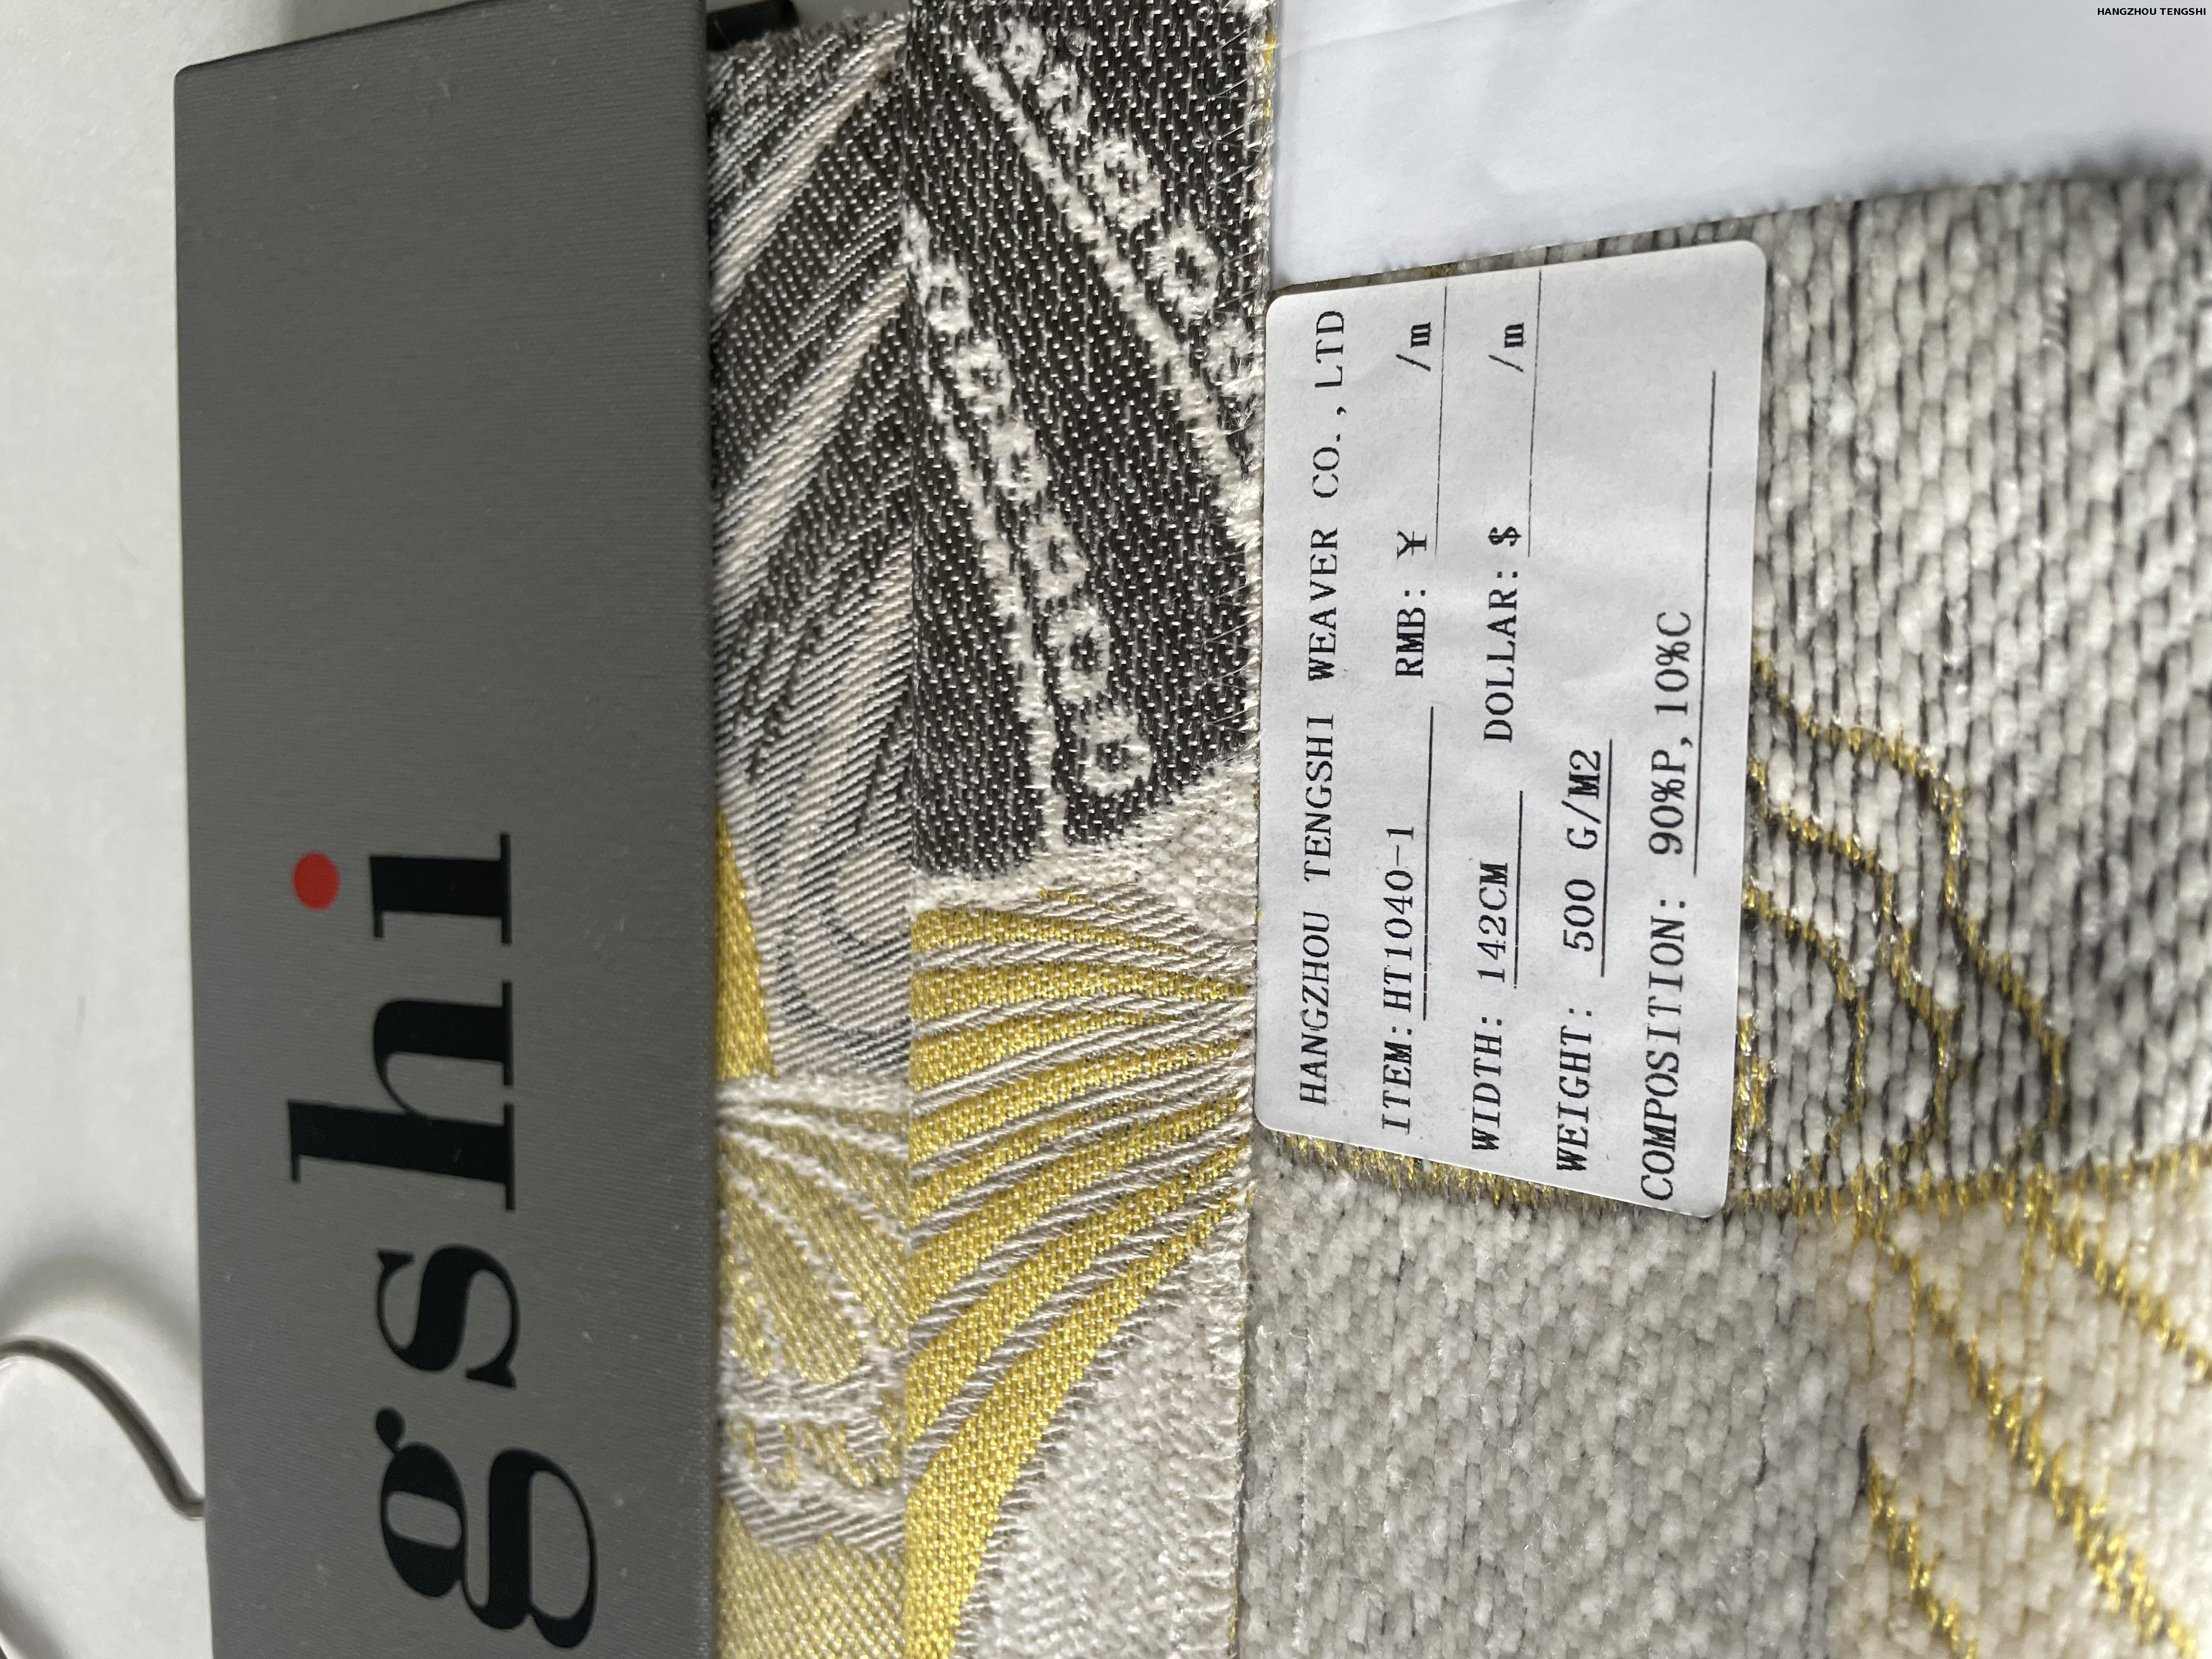 HANGZHOU TENGSHI
gshi
HANGZHOU TENGSHI WEAVER CO.,LTD
ITEM: HT1040-1 RMB: ¥ /m
WIDTH: 142CM DOLLAR: $ /m
WEIGHT: 500 G/M2
COMPOSITION: 90%P, 10%C